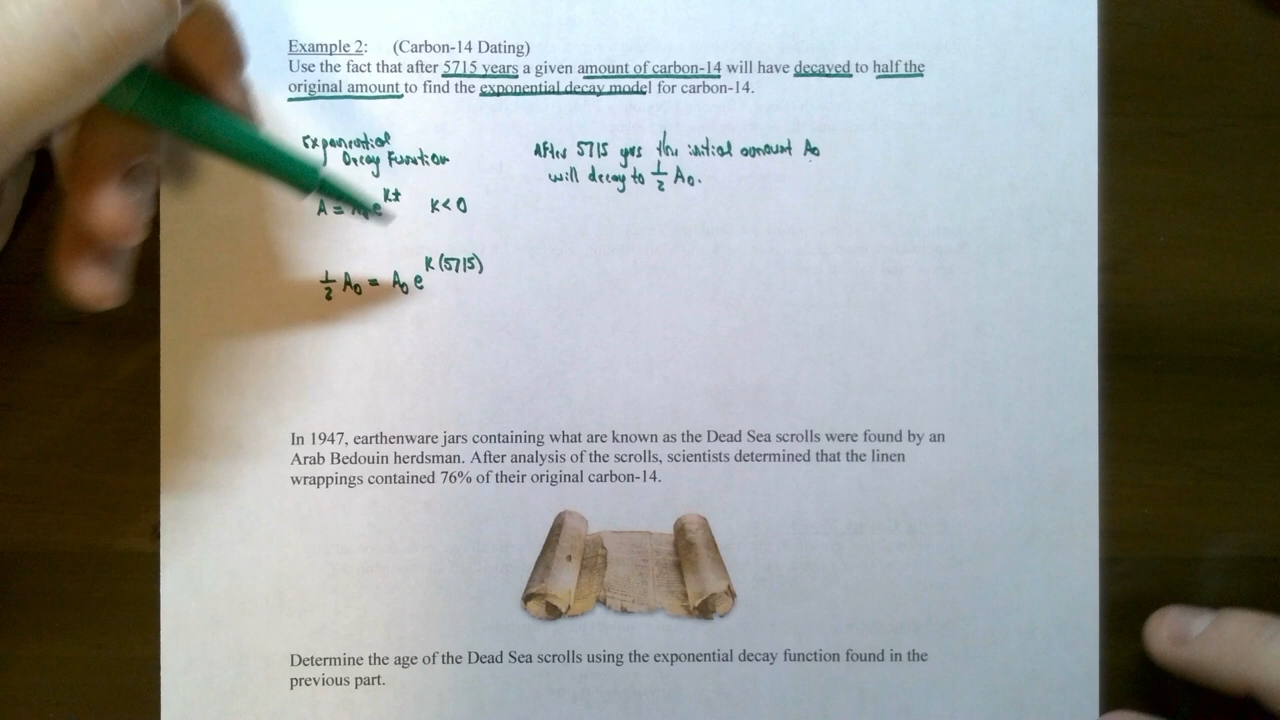 Example 2: (Carbon-14 Dating)
Use the fact that after 5715 years a given amount of carbon-14 will have decayed to half the
original amount to find the exponential decay model for carbon-14.
Exponential
Decay Function
After 5715 yrs the initial amount A₀
will decay to ½ A₀.
A = e^kt K<0
½ A₀ = A₀ e^K(5715)
In 1947, earthenware jars containing what are known as the Dead Sea scrolls were found by an
Arab Bedouin herdsman. After analysis of the scrolls, scientists determined that the linen
wrappings contained 76% of their original carbon-14.
Determine the age of the Dead Sea scrolls using the exponential decay function found in the
previous part.